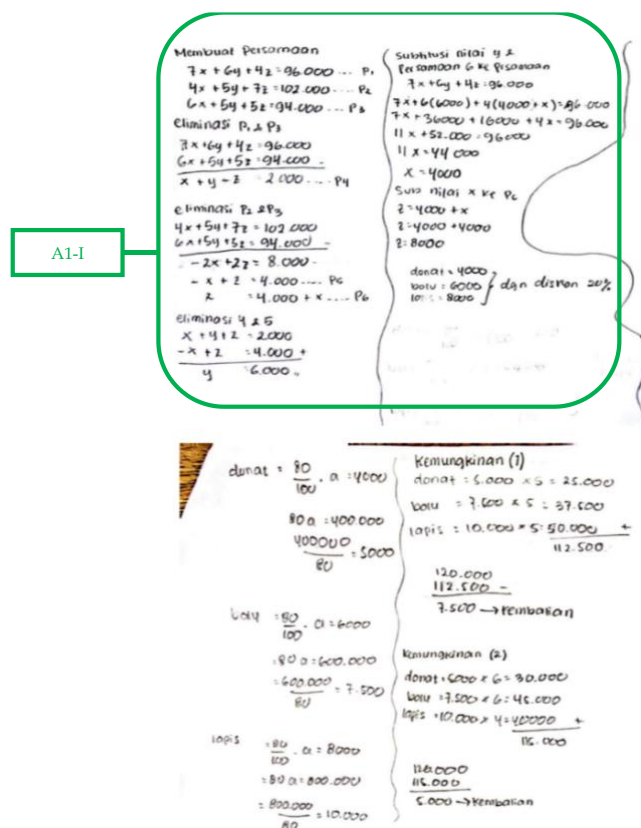 A1-I
Membuat Persamaan
7x + 6y + 4z = 96.000 .... P1
4x + 5y + 7z = 102.000 .... P2
6x + 5y + 5z = 94.000 .... P3
eliminasi P1 & P3
7x + 6y + 4z = 96.000
6x + 5y + 5z = 94.000 -
x + y - z = 2.000 .... P4
eliminasi P2 & P3
4x + 5y + 7z = 102.000
6x + 5y + 5z = 94.000 -
-2x + 2z = 8.000
-x + z = 4.000 .... P5
z = 4.000 + x .... P6
eliminasi 4 & 5
x + y + z = 2000
-x + z = 4.000 +
y = 6.000
Subtitusi nilai y &
Persamaan 6 ke Persamaan
7x + 6y + 4z = 96.000
7x + 6(6000) + 4(4000 + x) = 96.000
7x + 36000 + 16000 + 4x = 96.000
11x + 52.000 = 96000
11x = 44 000
x = 4000
Sub nilai x ke P6
z = 4000 + x
z = 4000 + 4000
z = 8000
donat = 4000
bolu = 6000 } dgn diskon 20%
lapis = 8000
donat = 80/100 . a = 4000
80a = 400.000
400000/80 = 5000
bolu = 80/100 . a = 6000
= 80a = 600.000
= 600.000/80 = 7.500
lapis = 80/100 . a = 8000
= 80a = 800.000
= 800.000/80 = 10.000
Kemungkinan (1)
donat = 5.000 x 5 = 25.000
bolu = 7.500 x 5 = 37.500
lapis = 10.000 x 5 = 50.000 +
112.500
120.000
112.500 -
7.500 → kembalian
Kemungkinan (2)
donat = 5000 x 6 = 30.000
bolu = 7.500 x 6 = 45.000
lapis = 10.000 x 4 = 40000 +
115.000
120.000
115.000
5.000 → kembalian